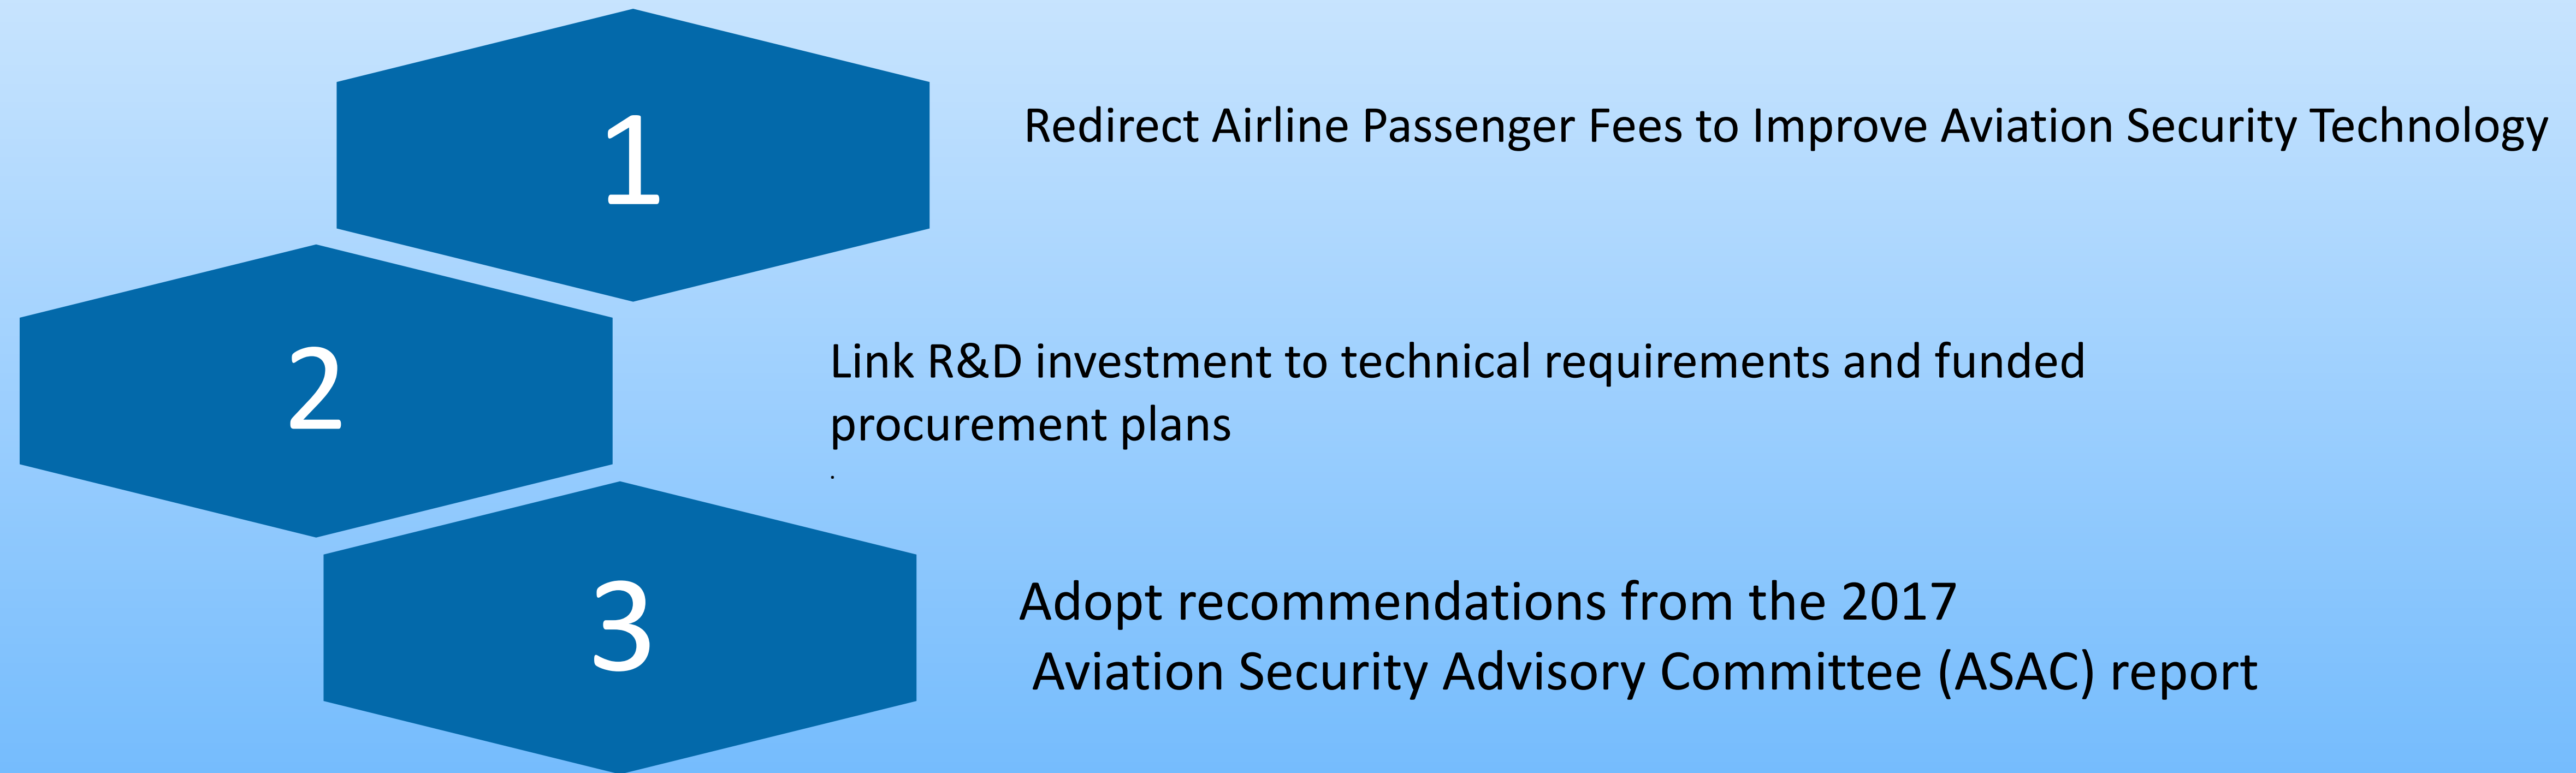 1
Redirect Airline Passenger Fees to Improve Aviation Security Technology
2
Link R&D investment to technical requirements and funded
procurement plans
.
3
Adopt recommendations from the 2017
Aviation Security Advisory Committee (ASAC) report